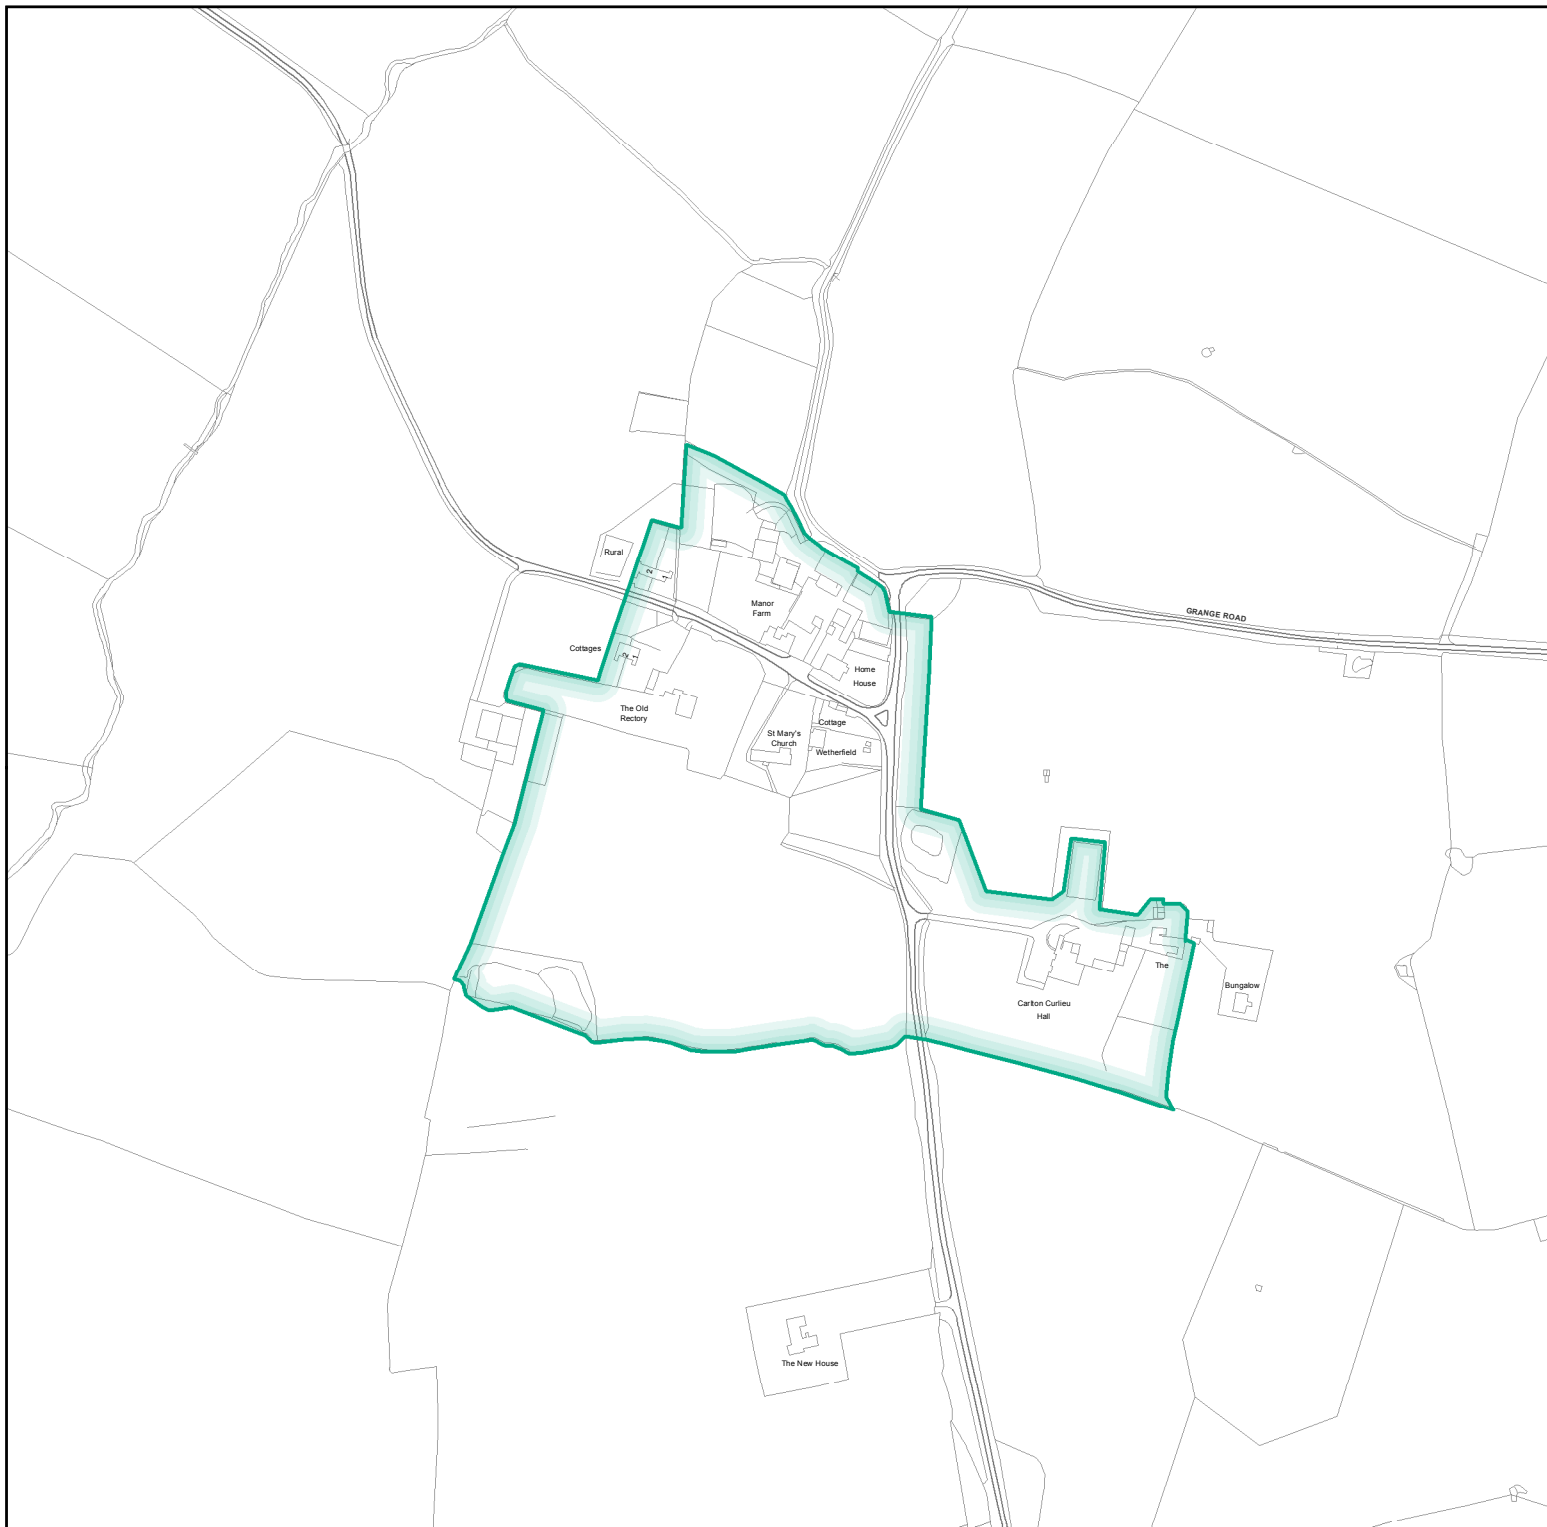 Rural
2
1
Manor
Farm
GRANGE ROAD
Cottages
2
1
Home
House
The Old
Rectory
Cottage
St Mary's
Church
Wetherfield
The
Bungalow
Carlton Curlieu
Hall
The New House